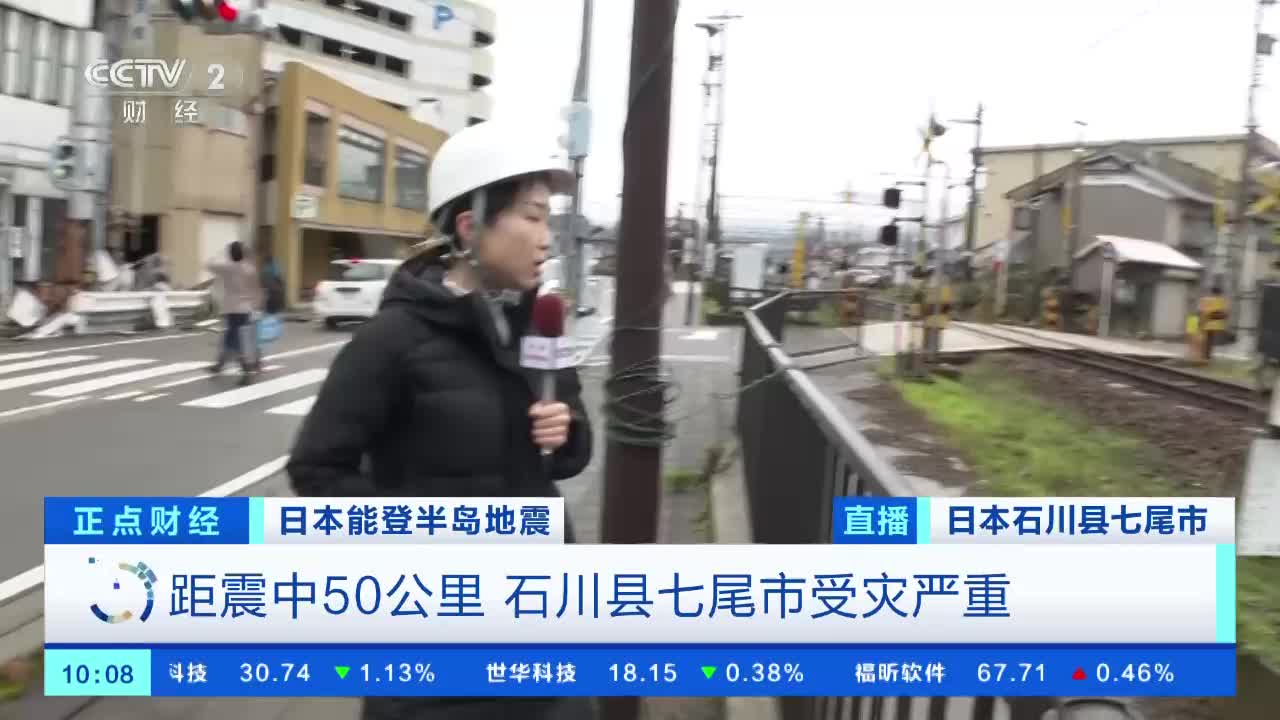 CCTV 2
财 经
P
正点财经 日本能登半岛地震 直播 日本石川县七尾市
距震中50公里 石川县七尾市受灾严重
10:08 科技 30.74 ▼1.13% 世华科技 18.15 ▼0.38% 福昕软件 67.71 ▲0.46%